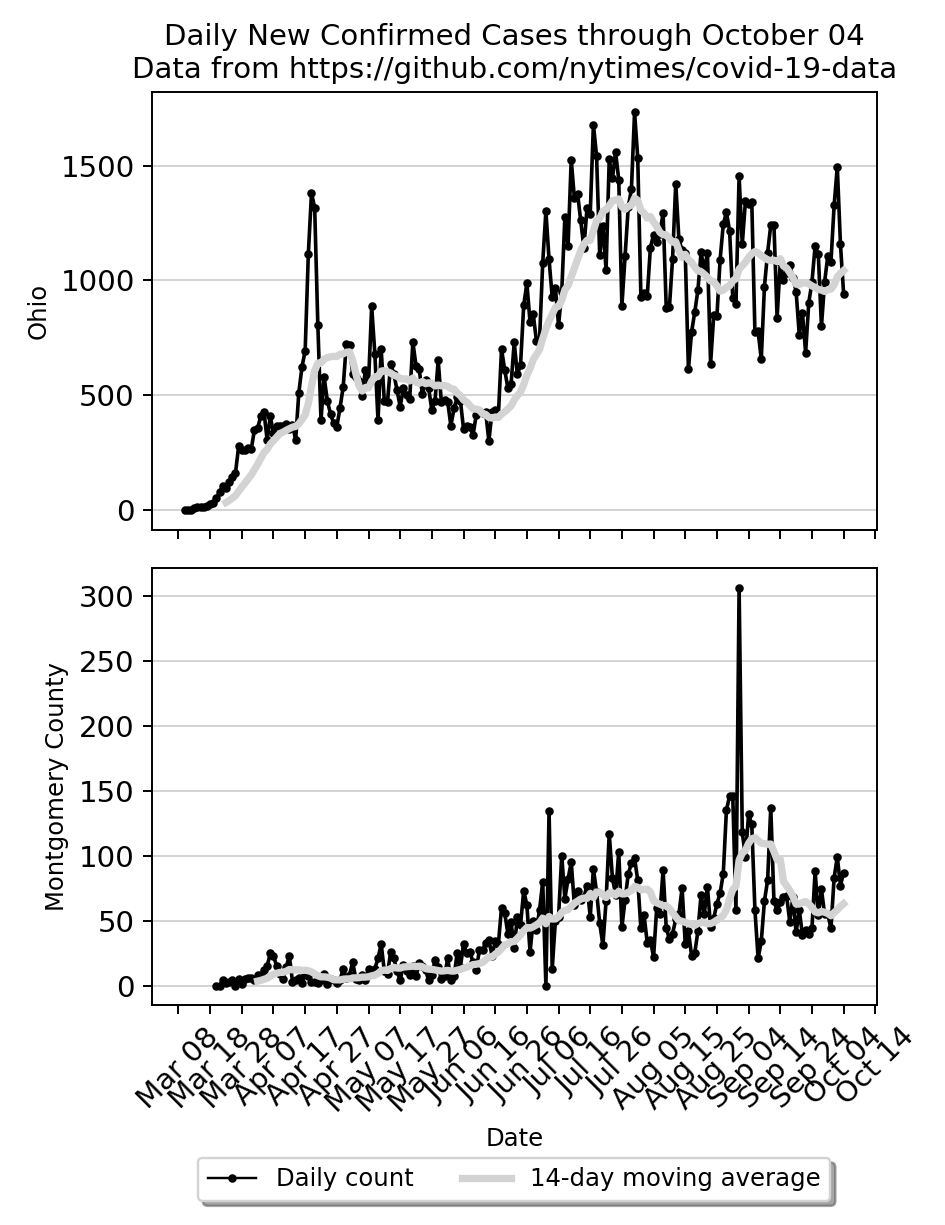 Daily New Confirmed Cases through October 04
Data from https://github.com/nytimes/covid-19-data
1500
1000
500
0
Ohio
300
250
200
150
100
50
0
Montgomery County
Mar 08
Mar 18
Mar 28
Apr 07
Apr 17
Apr 27
May 07
May 17
May 27
Jun 06
Jun 16
Jun 26
Jul 06
Jul 16
Jul 26
Aug 05
Aug 15
Aug 25
Sep 04
Sep 14
Sep 24
Oct 04
Oct 14
Date
Daily count
14-day moving average